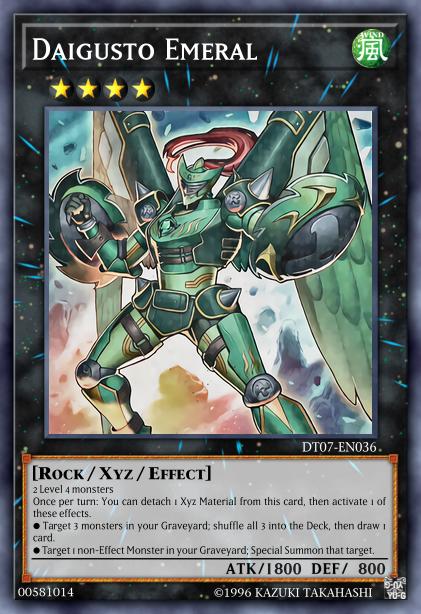 DAIGUSTO EMERAL
WIND
風
DT07-EN036
[ROCK / XYZ / EFFECT]
2 Level 4 monsters
Once per turn: You can detach 1 Xyz Material from this card, then activate 1 of
these effects.
● Target 3 monsters in your Graveyard; shuffle all 3 into the Deck, then draw 1
card.
● Target 1 non-Effect Monster in your Graveyard; Special Summon that target.
ATK/1800 DEF/ 800
00581014
©1996 KAZUKI TAKAHASHI